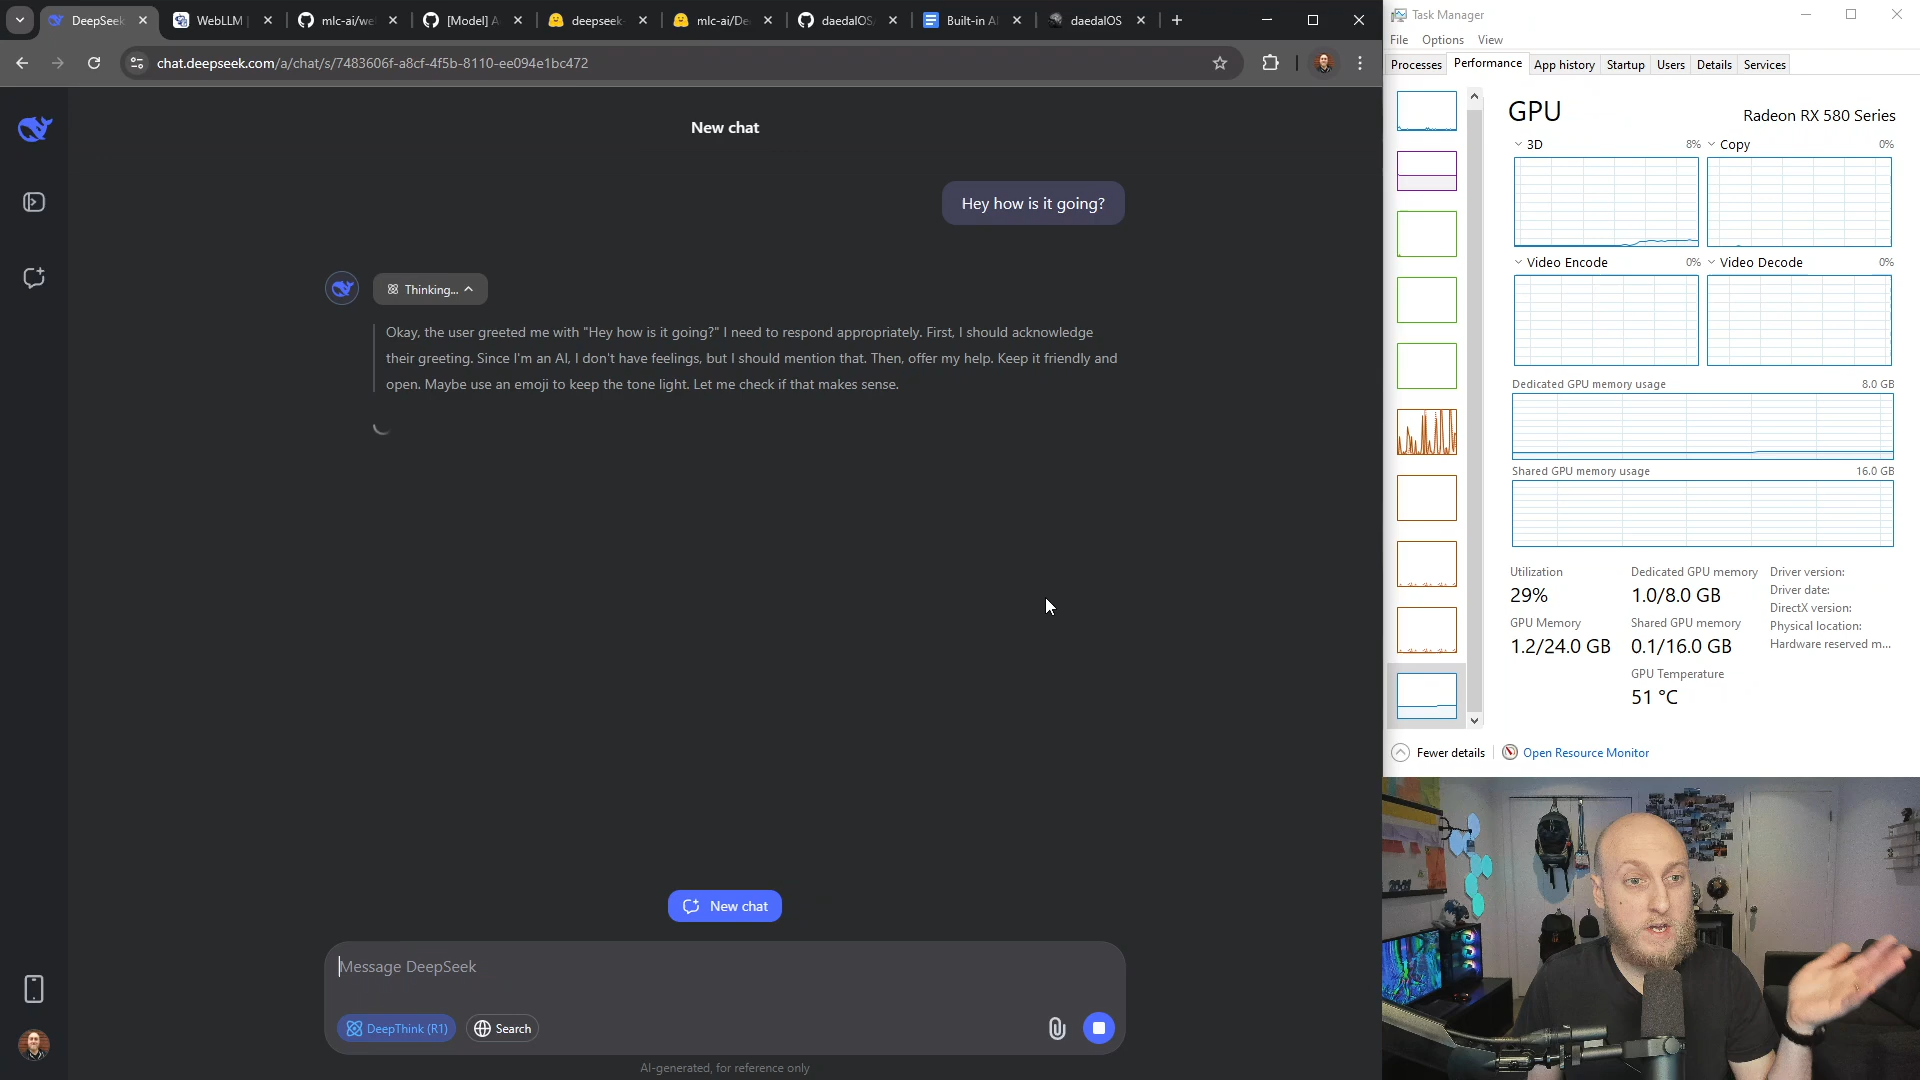 DeepSeek
WebLLM
mlc-ai/we
[Model] A
deepseek-
mlc-ai/De
daedalOS/
Built-in AI
daedalOS
chat.deepseek.com/a/chat/s/7483606f-a8cf-4f5b-8110-ee094e1bc472
New chat
Hey how is it going?
Thinking...
Okay, the user greeted me with "Hey how is it going?" I need to respond appropriately. First, I should acknowledge
their greeting. Since I'm an AI, I don't have feelings, but I should mention that. Then, offer my help. Keep it friendly and
open. Maybe use an emoji to keep the tone light. Let me check if that makes sense.
New chat
Message DeepSeek
DeepThink (R1)
Search
AI-generated, for reference only
Task Manager
File Options View
Processes Performance App history Startup Users Details Services
GPU
Radeon RX 580 Series
3D 8%
Copy 0%
Video Encode 0%
Video Decode 0%
Dedicated GPU memory usage 8.0 GB
Shared GPU memory usage 16.0 GB
Utilization
29%
GPU Memory
1.2/24.0 GB
Dedicated GPU memory
1.0/8.0 GB
Shared GPU memory
0.1/16.0 GB
GPU Temperature
51 °C
Driver version:
Driver date:
DirectX version:
Physical location:
Hardware reserved m...
Fewer details
Open Resource Monitor